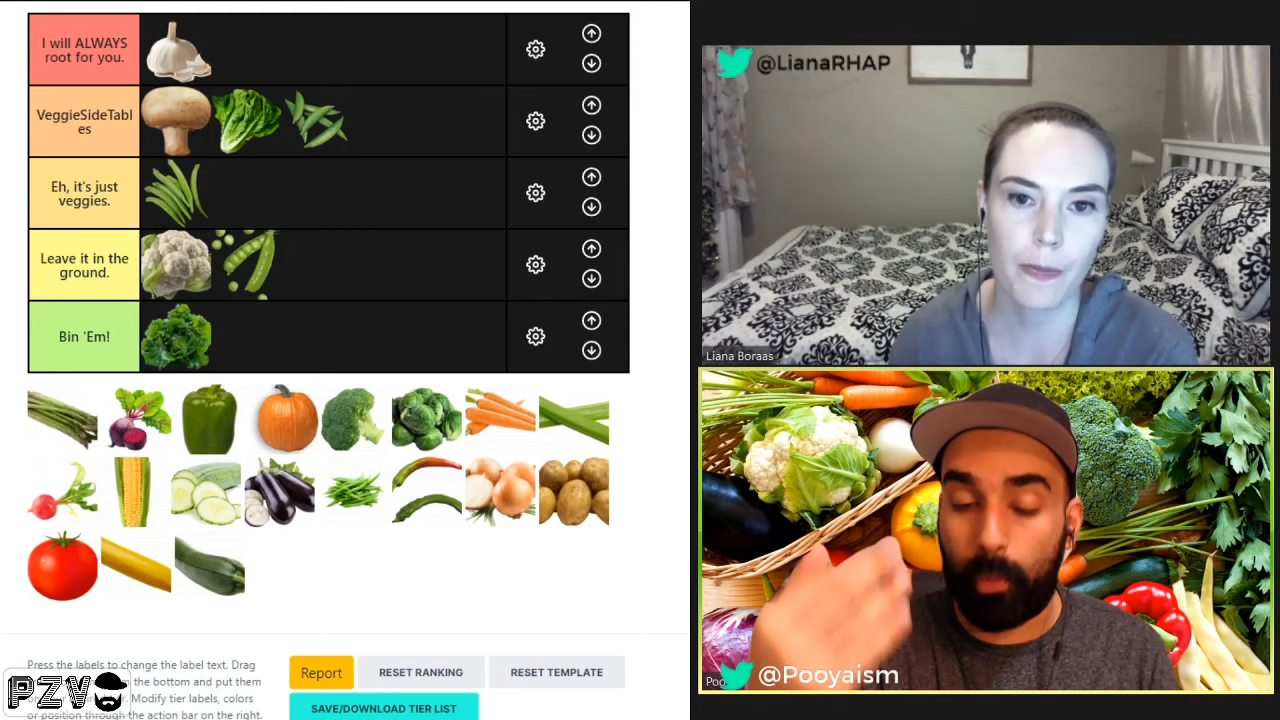 I will ALWAYS
root for you.
VeggieSideTabl
es
Eh, it's just
veggies.
Leave it in the
ground.
Bin 'Em!
Press the labels to change the label text. Drag
the bottom and put them
Modify tier labels, colors
or position through the action bar on the right.
PZV
Report
RESET RANKING
RESET TEMPLATE
SAVE/DOWNLOAD TIER LIST
@LianaRHAP
Liana Boraas
Poo
@Pooyaism